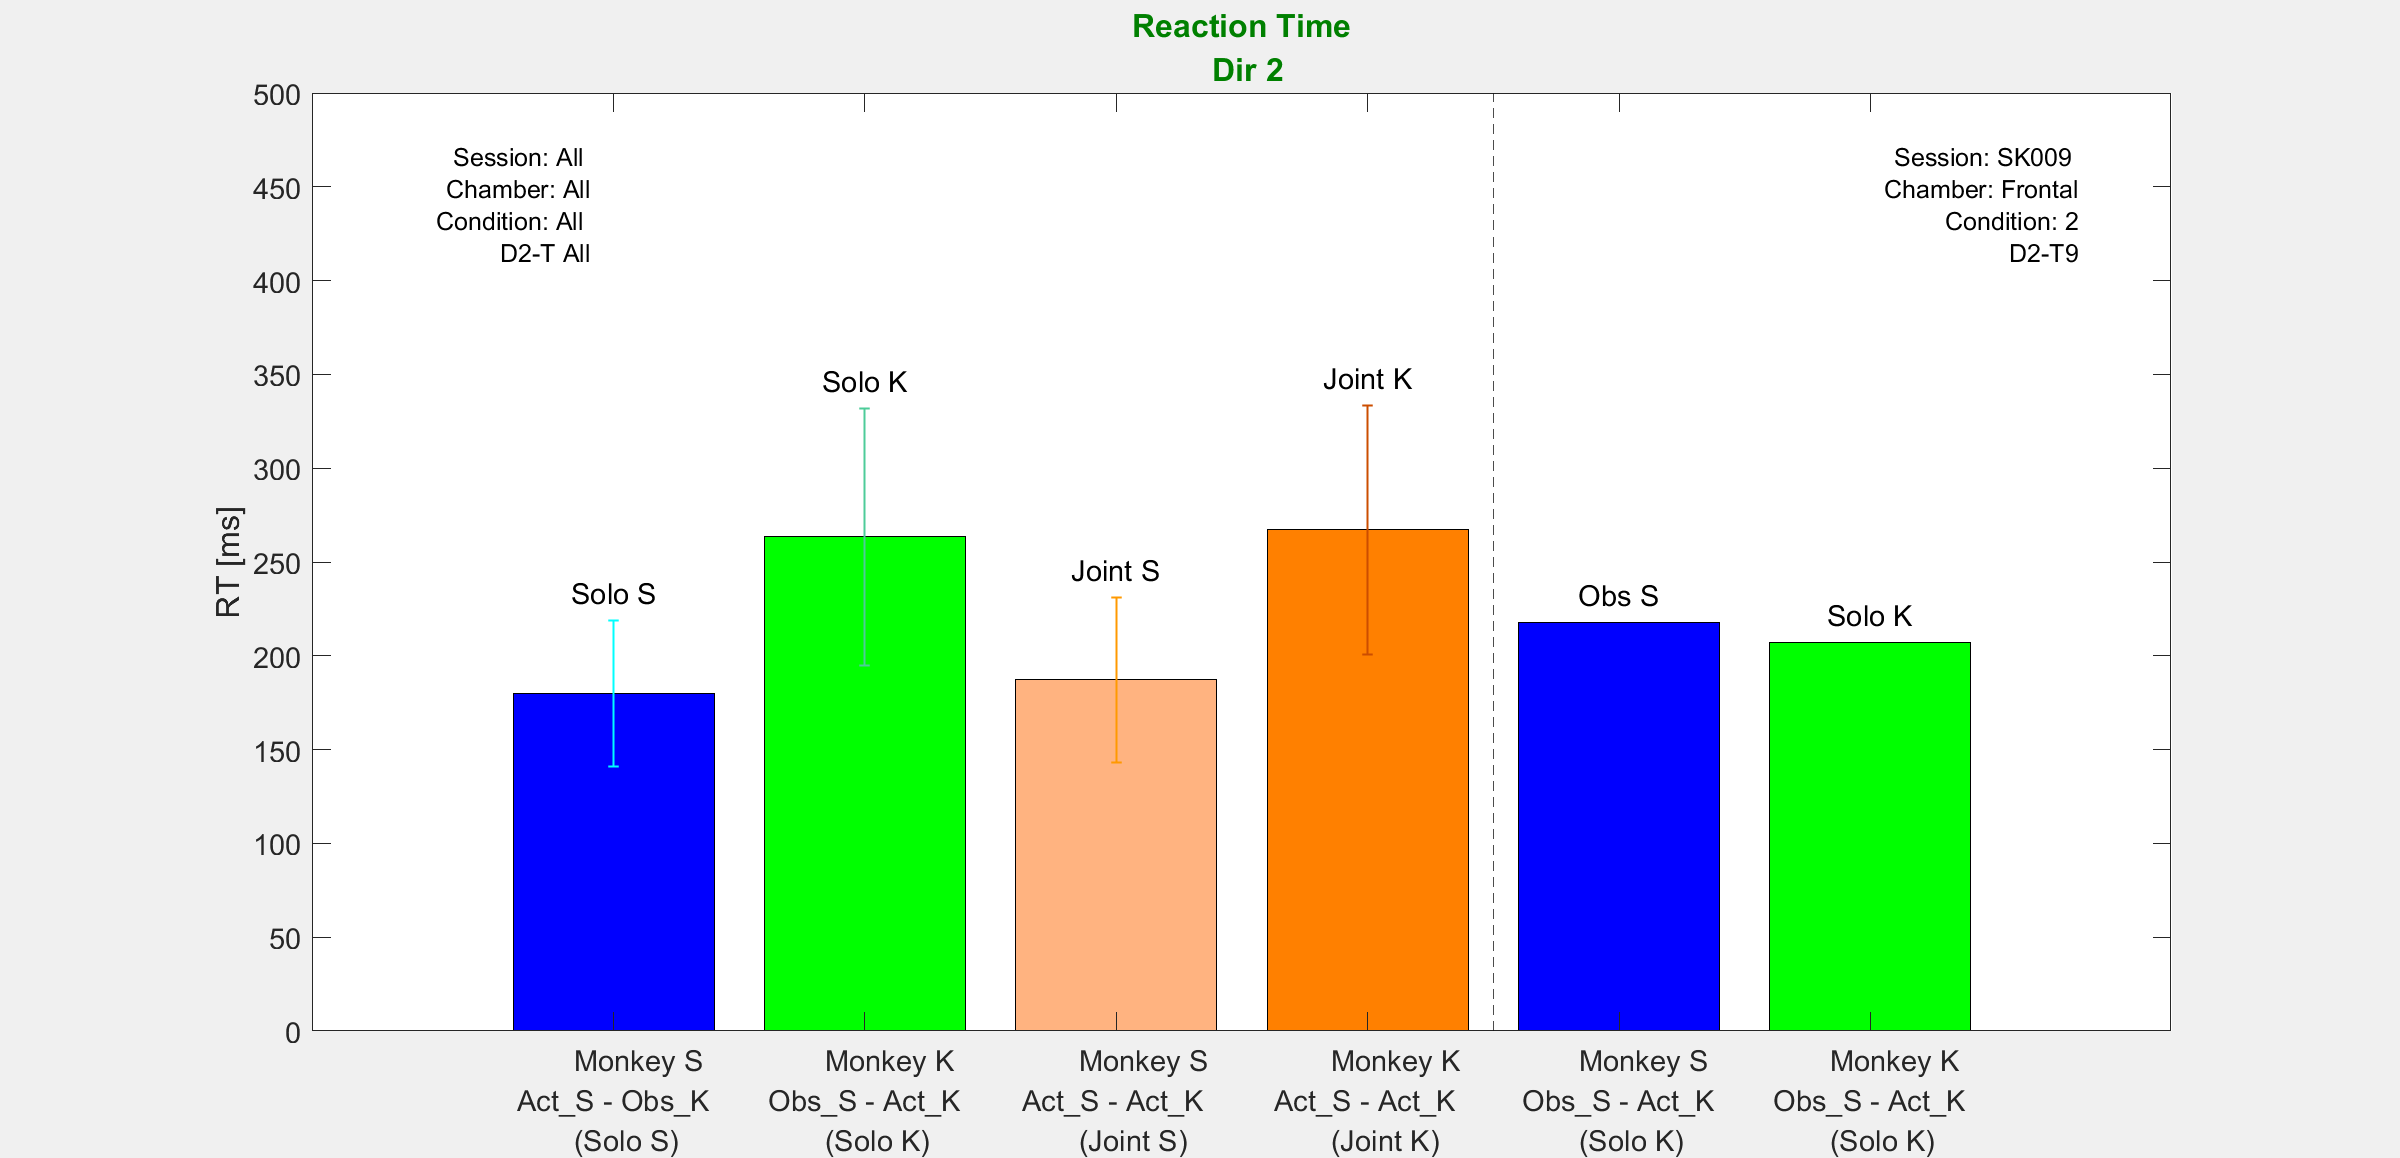 Reaction Time
Dir 2
500
450
400
350
300
250
200
150
100
50
0
RT [ms]
Session: All
Chamber: All
Condition: All
D2-T All
Session: SK009
Chamber: Frontal
Condition: 2
D2-T9
Solo S
Solo K
Joint S
Joint K
Obs S
Solo K
Monkey S
Act_S - Obs_K
(Solo S)
Monkey K
Obs_S - Act_K
(Solo K)
Monkey S
Act_S - Act_K
(Joint S)
Monkey K
Act_S - Act_K
(Joint K)
Monkey S
Obs_S - Act_K
(Solo K)
Monkey K
Obs_S - Act_K
(Solo K)